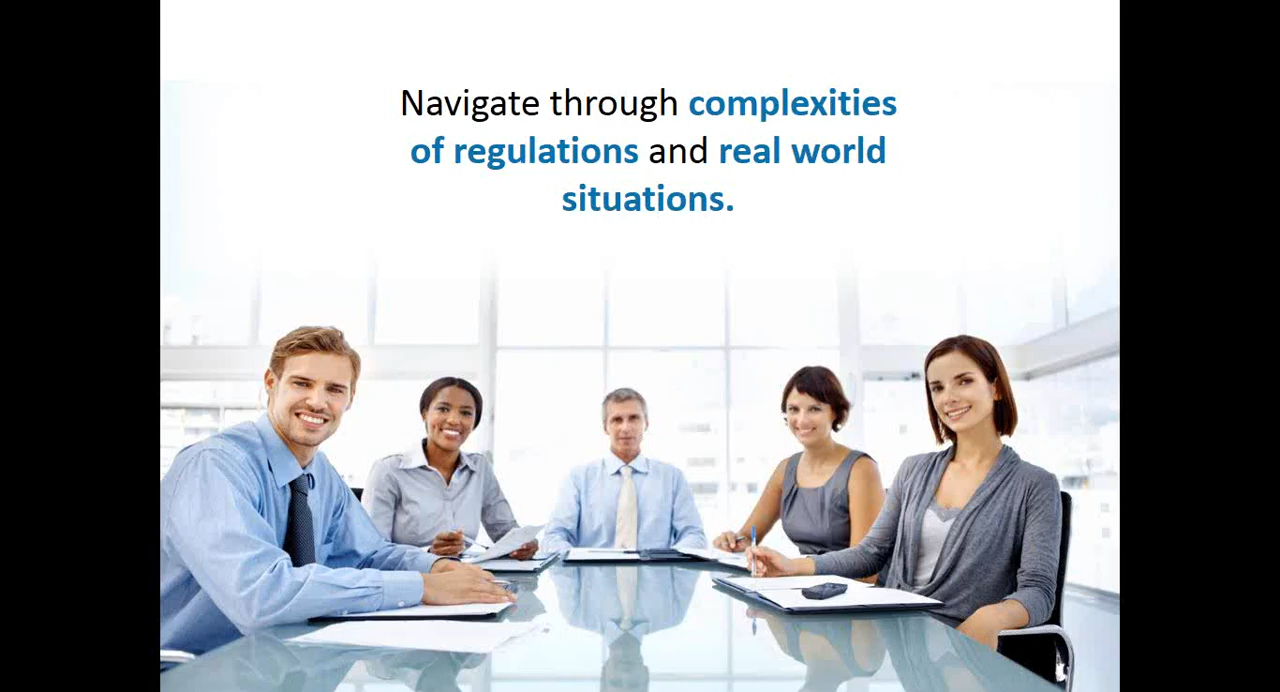 Navigate through complexities
of regulations and real world
situations.